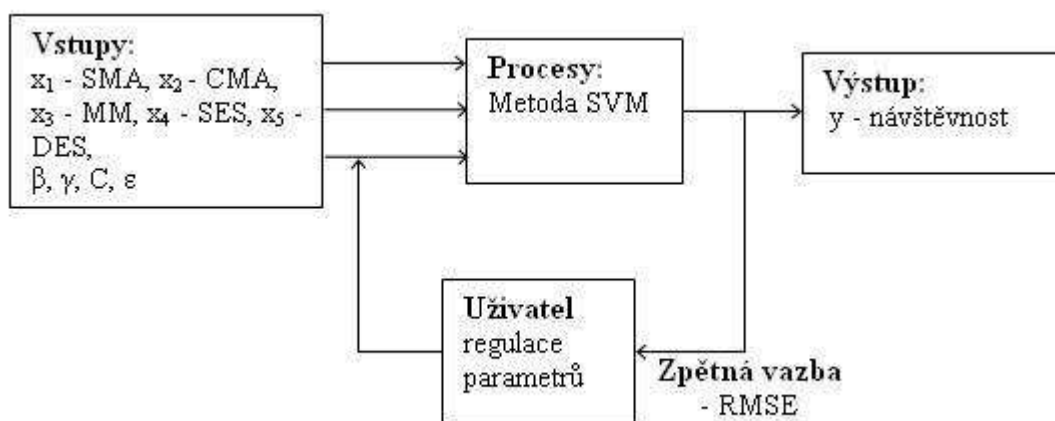 Vstupy:
x₁ - SMA, x₂ - CMA,
x₃ - MM, x₄ - SES, x₅ -
DES,
β, γ, C, ε
Procesy:
Metoda SVM
Výstup:
y - návštěvnost
Uživatel
regulace
parametrů
Zpětná vazba
- RMSE